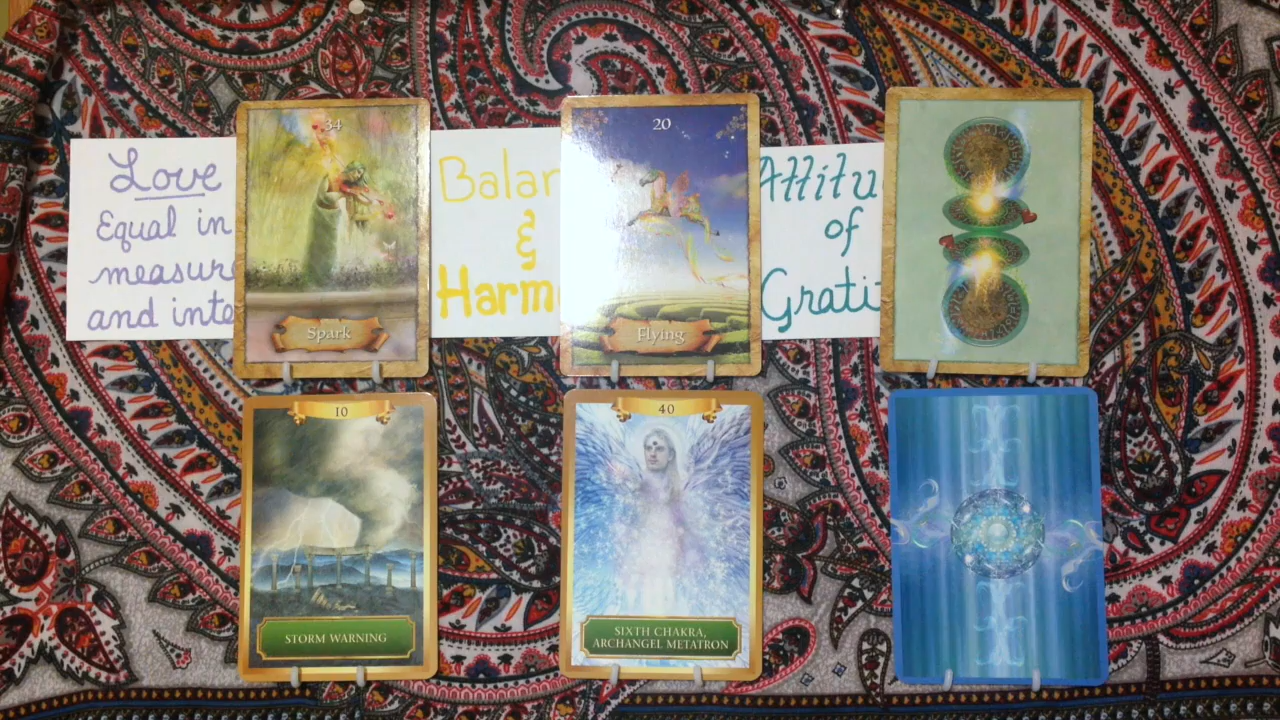 Love
Equal in
measure
and inte
Balan
&
Harm
Attitu
of
Grati
34
Spark
20
Flying
10
STORM WARNING
40
SIXTH CHAKRA,
ARCHANGEL METATRON